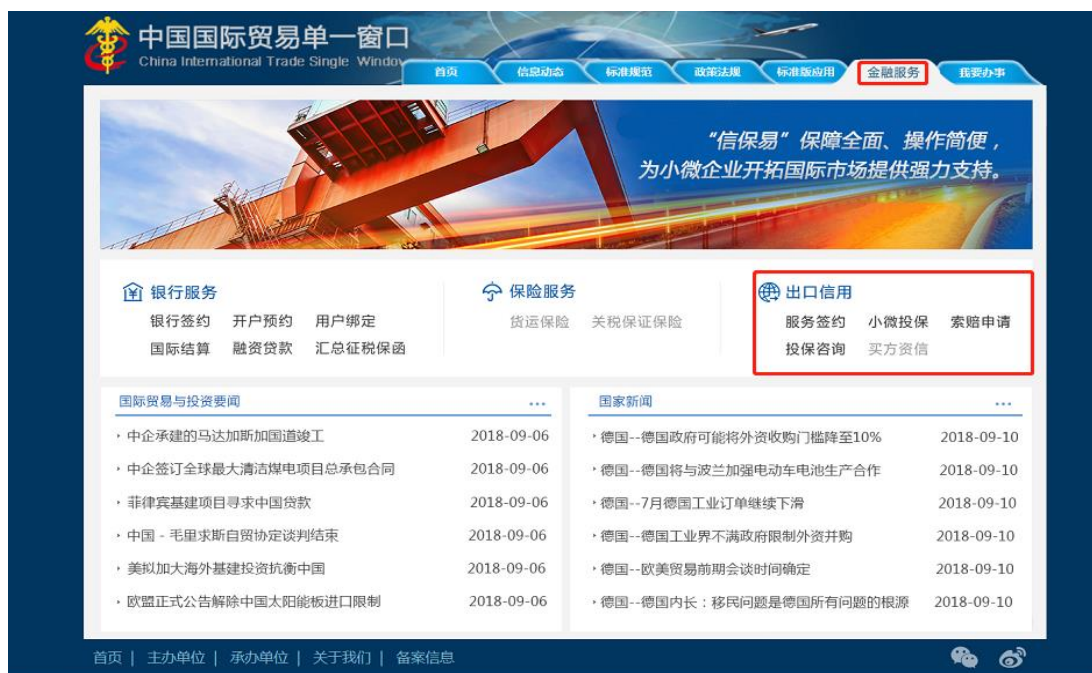 中国国际贸易单一窗口
China International Trade Single Window
首页 信息动态 标准规范 政策法规 标准版应用 金融服务 我要办事
“信保易”保障全面、操作简便，
为小微企业开拓国际市场提供强力支持。
银行服务
银行签约 开户预约 用户绑定
国际结算 融资贷款 汇总征税保函
保险服务
货运保险 关税保证保险
出口信用
服务签约 小微投保 索赔申请
投保咨询 买方资信
国际贸易与投资要闻 ...
中企承建的马达加斯加国道竣工 2018-09-06
中企签订全球最大清洁煤电项目总承包合同 2018-09-06
菲律宾基建项目寻求中国贷款 2018-09-06
中国 - 毛里求斯自贸协定谈判结束 2018-09-06
美拟加大海外基建投资抗衡中国 2018-09-06
欧盟正式公告解除中国太阳能板进口限制 2018-09-06
国家新闻 ...
德国--德国政府可能将外资收购门槛降至10% 2018-09-10
德国--德国将与波兰加强电动车电池生产合作 2018-09-10
德国--7月德国工业订单继续下滑 2018-09-10
德国--德国工业界不满政府限制外资并购 2018-09-10
德国--欧美贸易前期会谈时间确定 2018-09-10
德国--德国内长：移民问题是德国所有问题的根源 2018-09-10
首页 | 主办单位 | 承办单位 | 关于我们 | 备案信息